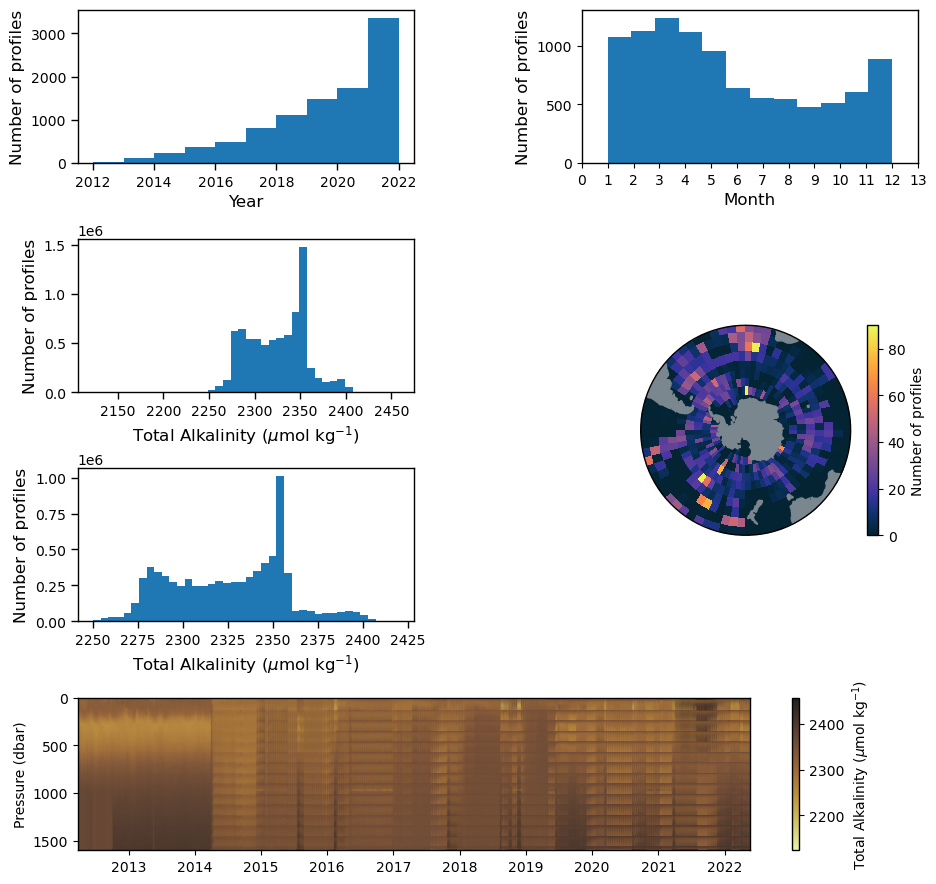 Number of profiles
3000
2000
1000
0
2012 2014 2016 2018 2020 2022
Year
Number of profiles
1000
500
0
0 1 2 3 4 5 6 7 8 9 10 11 12 13
Month
1e6
Number of profiles
1.5
1.0
0.5
0.0
2150 2200 2250 2300 2350 2400 2450
Total Alkalinity (μmol kg⁻¹)
80
60
40
20
0
Number of profiles
1e6
Number of profiles
1.00
0.75
0.50
0.25
0.00
2250 2275 2300 2325 2350 2375 2400 2425
Total Alkalinity (μmol kg⁻¹)
Pressure (dbar)
0
500
1000
1500
2013 2014 2015 2016 2017 2018 2019 2020 2021 2022
2400
2300
2200
Total Alkalinity (μmol kg⁻¹)